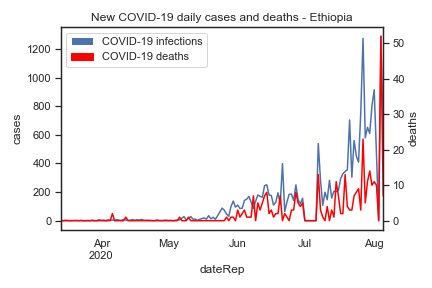 New COVID-19 daily cases and deaths - Ethiopia
COVID-19 infections
COVID-19 deaths
1200
1000
800
600
400
200
0
cases
50
40
30
20
10
0
deaths
Apr
2020
May
Jun
Jul
Aug
dateRep